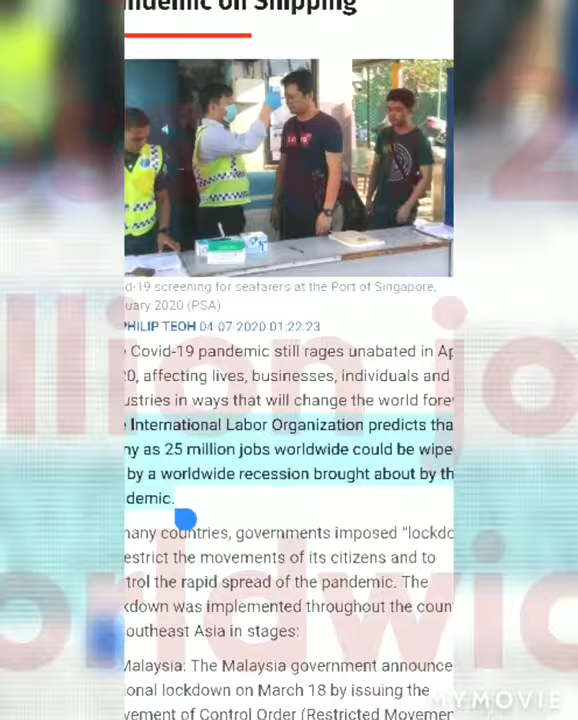 ndemic on Shipping
d-19 screening for seafarers at the Port of Singapore,
uary 2020 (PSA)
PHILIP TEOH 04-07-2020 01:22:23
Covid-19 pandemic still rages unabated in Ap
20, affecting lives, businesses, individuals and
ustries in ways that will change the world fore
International Labor Organization predicts tha
ny as 25 million jobs worldwide could be wipe
by a worldwide recession brought about by th
demic.
many countries, governments imposed "lockdo
estrict the movements of its citizens and to
trol the rapid spread of the pandemic. The
kdown was implemented throughout the coun
outheast Asia in stages:
Malaysia: The Malaysia government announce
onal lockdown on March 18 by issuing the
vement of Control Order (Restricted Movemen
llion jo
orldwid
MYMOVIE